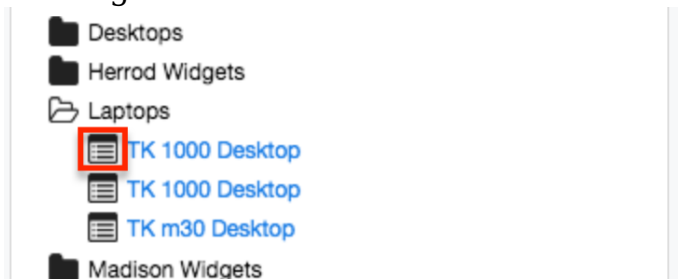 Desktops
Herrod Widgets
Laptops
TK 1000 Desktop
TK 1000 Desktop
TK m30 Desktop
Madison Widgets